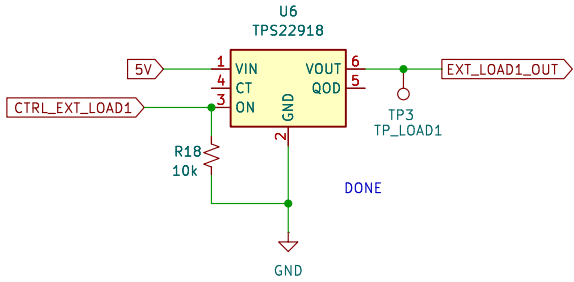 U6
TPS22918
5V
1 VIN VOUT 6
EXT_LOAD1_OUT
4 CT QOD 5
CTRL_EXT_LOAD1
3 ON
GND
2
TP3
TP_LOAD1
R18
10k
DONE
GND